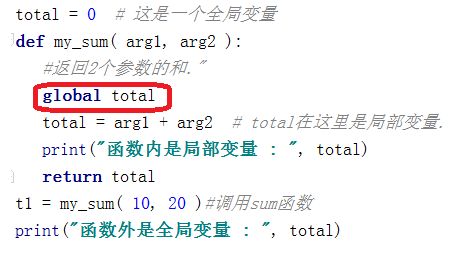 total = 0  # 这是一个全局变量
def my_sum( arg1, arg2 ):
#返回2个参数的和."
global total
total = arg1 + arg2  # total在这里是局部变量.
print("函数内是局部变量 : ", total)
return total
t1 = my_sum( 10, 20 )#调用sum函数
print("函数外是全局变量 : ", total)